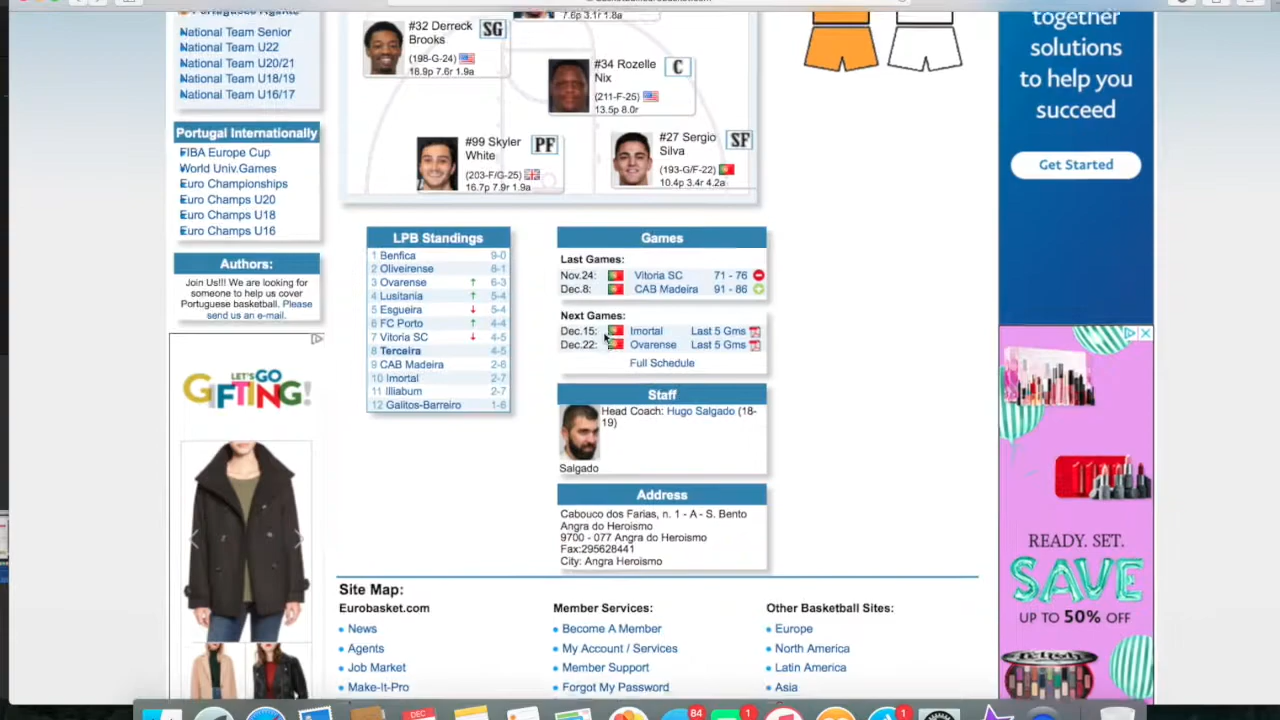 National Team Senior
National Team U22
National Team U20/21
National Team U18/19
National Team U16/17
Portugal Internationally
FIBA Europe Cup
World Univ.Games
Euro Championships
Euro Champs U20
Euro Champs U18
Euro Champs U16
Authors:
Join Us!!! We are looking for
someone to help us cover
Portuguese basketball. Please
send us an e-mail.
LET'S GO
GIFTING!
7.6p 3.1r 1.8a
#32 Derreck
Brooks
SG
(198-G-24)
18.9p 7.6r 1.9a
#34 Rozelle
Nix
C
(211-F-25)
13.5p 8.0r
#99 Skyler
White
PF
(203-F/G-25)
16.7p 7.9r 1.9a
#27 Sergio
Silva
SF
(193-G/F-22)
10.4p 3.4r 4.2a
LPB Standings
1 Benfica 9-0
2 Oliveirense 8-1
3 Ovarense ↑ 6-3
4 Lusitania ↑ 5-4
5 Esgueira ↓ 5-4
6 FC Porto ↑ 4-4
7 Vitoria SC ↓ 4-5
8 Terceira 4-5
9 CAB Madeira 2-6
10 Imortal 2-7
11 Illiabum 2-7
12 Galitos-Barreiro 1-8
Games
Last Games:
Nov.24: Vitoria SC 71 - 76
Dec.8: CAB Madeira 91 - 86
Next Games:
Dec.15: Imortal Last 5 Gms
Dec.22: Ovarense Last 5 Gms
Full Schedule
Staff
Head Coach: Hugo Salgado (18-
19)
Salgado
Address
Cabouco dos Farias, n. 1 - A - S. Bento
Angra do Heroismo
9700 - 077 Angra do Heroismo
Fax:295628441
City: Angra Heroismo
Site Map:
Eurobasket.com
News
Agents
Job Market
Make-It-Pro
Member Services:
Become A Member
My Account / Services
Member Support
Forgot My Password
Other Basketball Sites:
Europe
North America
Latin America
Asia
together
solutions
to help you
succeed
Get Started
READY. SET.
SAVE
UP TO 50% OFF
DEC
84
1
1